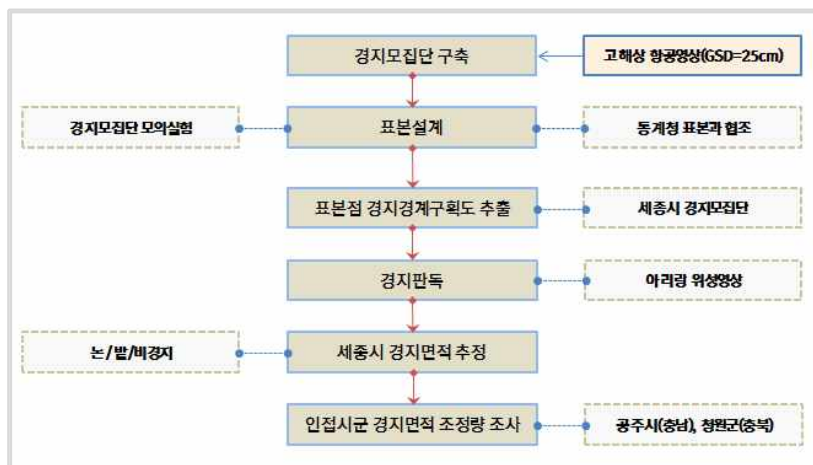 경지모집단 구축
고해상 항공영상(GSD=25cm)
경지모집단 모의실험
표본설계
통계청 표본과 협조
표본점 경지경계구획도 추출
세종시 경지모집단
경지판독
아리랑 위성영상
논/밭/비경지
세종시 경지면적 추정
인접시군 경지면적 조정량 조사
공주시(충남), 청원군(충북)